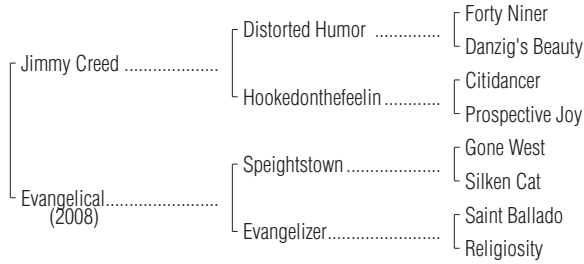 Forty Niner
Distorted Humor ..............
Danzig's Beauty
Jimmy Creed ....................
Citidancer
Hookedonthefeelin ............
Prospective Joy
Gone West
Speightstown ....................
Silken Cat
Evangelical........................
(2008)
Saint Ballado
Evangelizer ........................
Religiosity